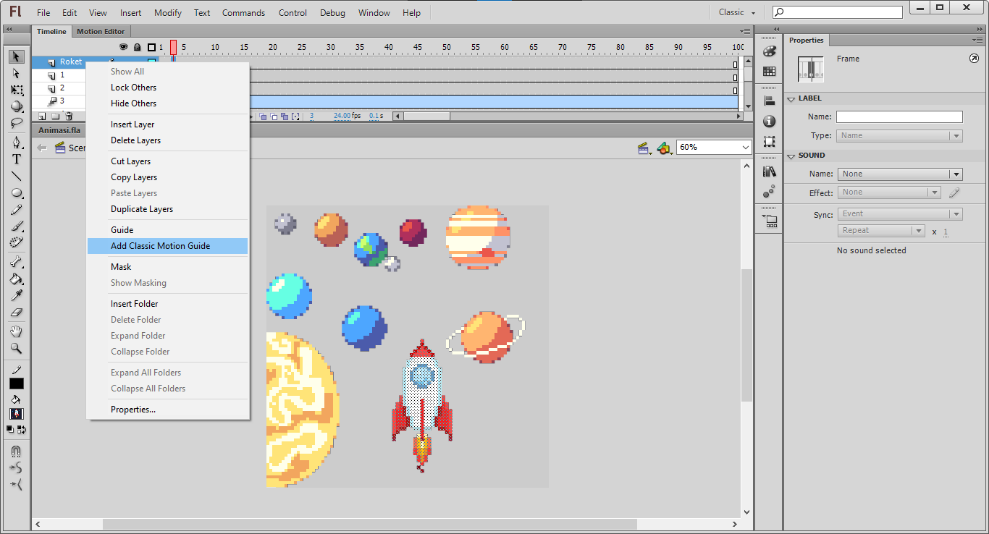 Fl File Edit View Insert Modify Text Commands Control Debug Window Help Classic
Timeline Motion Editor
1 5 10 15 20 25 30 35 40 45 50 55 60 65 70 75 80 85 90 95 100
Roket
1
2
3
3 24.00 fps 0.1 s
Animasi.fla
Scen
60%
Show All
Lock Others
Hide Others
Insert Layer
Delete Layers
Cut Layers
Copy Layers
Paste Layers
Duplicate Layers
Guide
Add Classic Motion Guide
Mask
Show Masking
Insert Folder
Delete Folder
Expand Folder
Collapse Folder
Expand All Folders
Collapse All Folders
Properties...
T
Properties
Frame
LABEL
Name:
Type: Name
SOUND
Name: None
Effect: None
Sync: Event
Repeat x 1
No sound selected